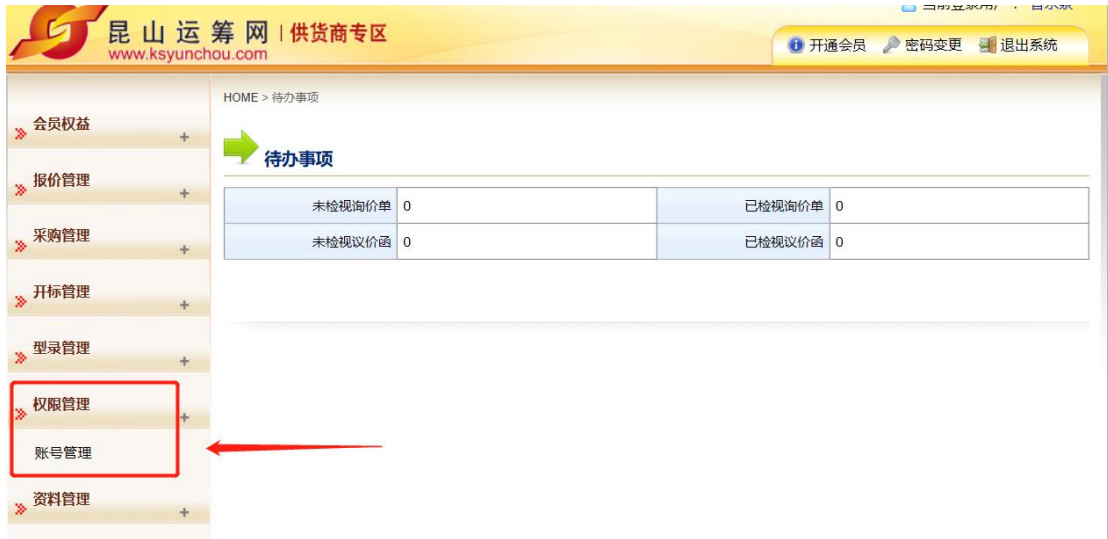 昆山运筹网 | 供货商专区
www.ksyunchou.com
开通会员 密码变更 退出系统
HOME > 待办事项
会员权益 +
待办事项
报价管理 +
未检视询价单 0 已检视询价单 0
采购管理 +
未检视议价函 0 已检视议价函 0
开标管理 +
型录管理 +
权限管理 +
账号管理
资料管理 +